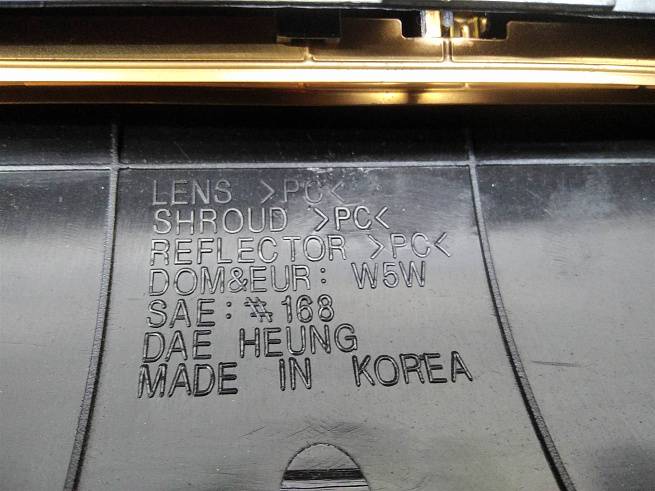 LENS >PC<
SHROUD >PC<
REFLECTOR >PC<
DOM&EUR: W5W
SAE: #168
DAE HEUNG
MADE IN KOREA